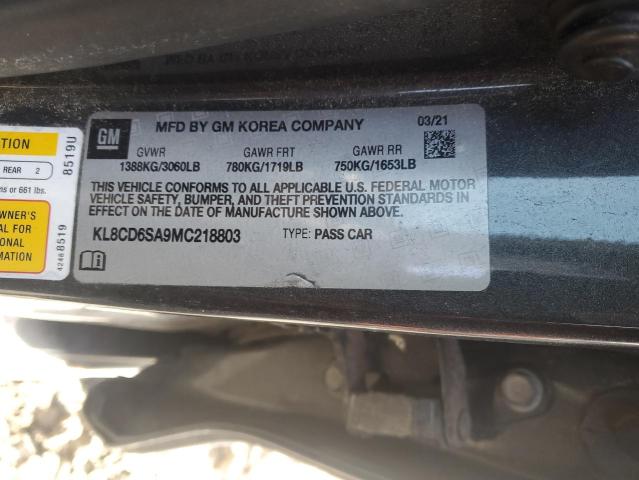 GM
MFD BY GM KOREA COMPANY 03/21
GVWR GAWR FRT GAWR RR
1388KG/3060LB 780KG/1719LB 750KG/1653LB
THIS VEHICLE CONFORMS TO ALL APPLICABLE U.S. FEDERAL MOTOR
VEHICLE SAFETY, BUMPER, AND THEFT PREVENTION STANDARDS IN
EFFECT ON THE DATE OF MANUFACTURE SHOWN ABOVE.
KL8CD6SA9MC218803 TYPE: PASS CAR
TION
REAR 2
ms or 661 lbs.
WNER'S
AL FOR
ONAL
MATION
8519U
42468519